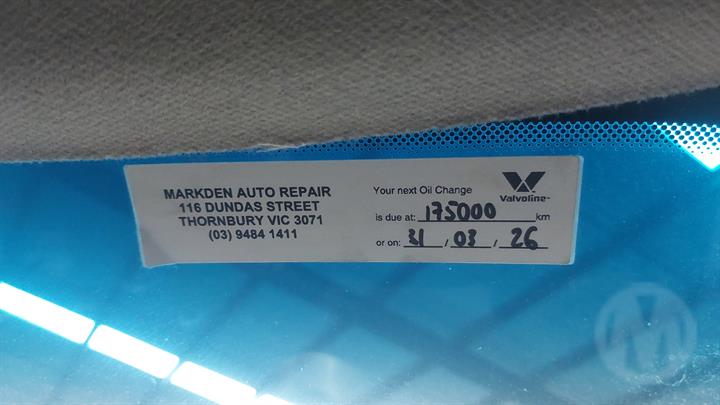 MARKDEN AUTO REPAIR
116 DUNDAS STREET
THORNBURY VIC 3071
(03) 9484 1411
Your next Oil Change
Valvoline™
is due at: 175000 km
or on: 31 / 03 / 26
M